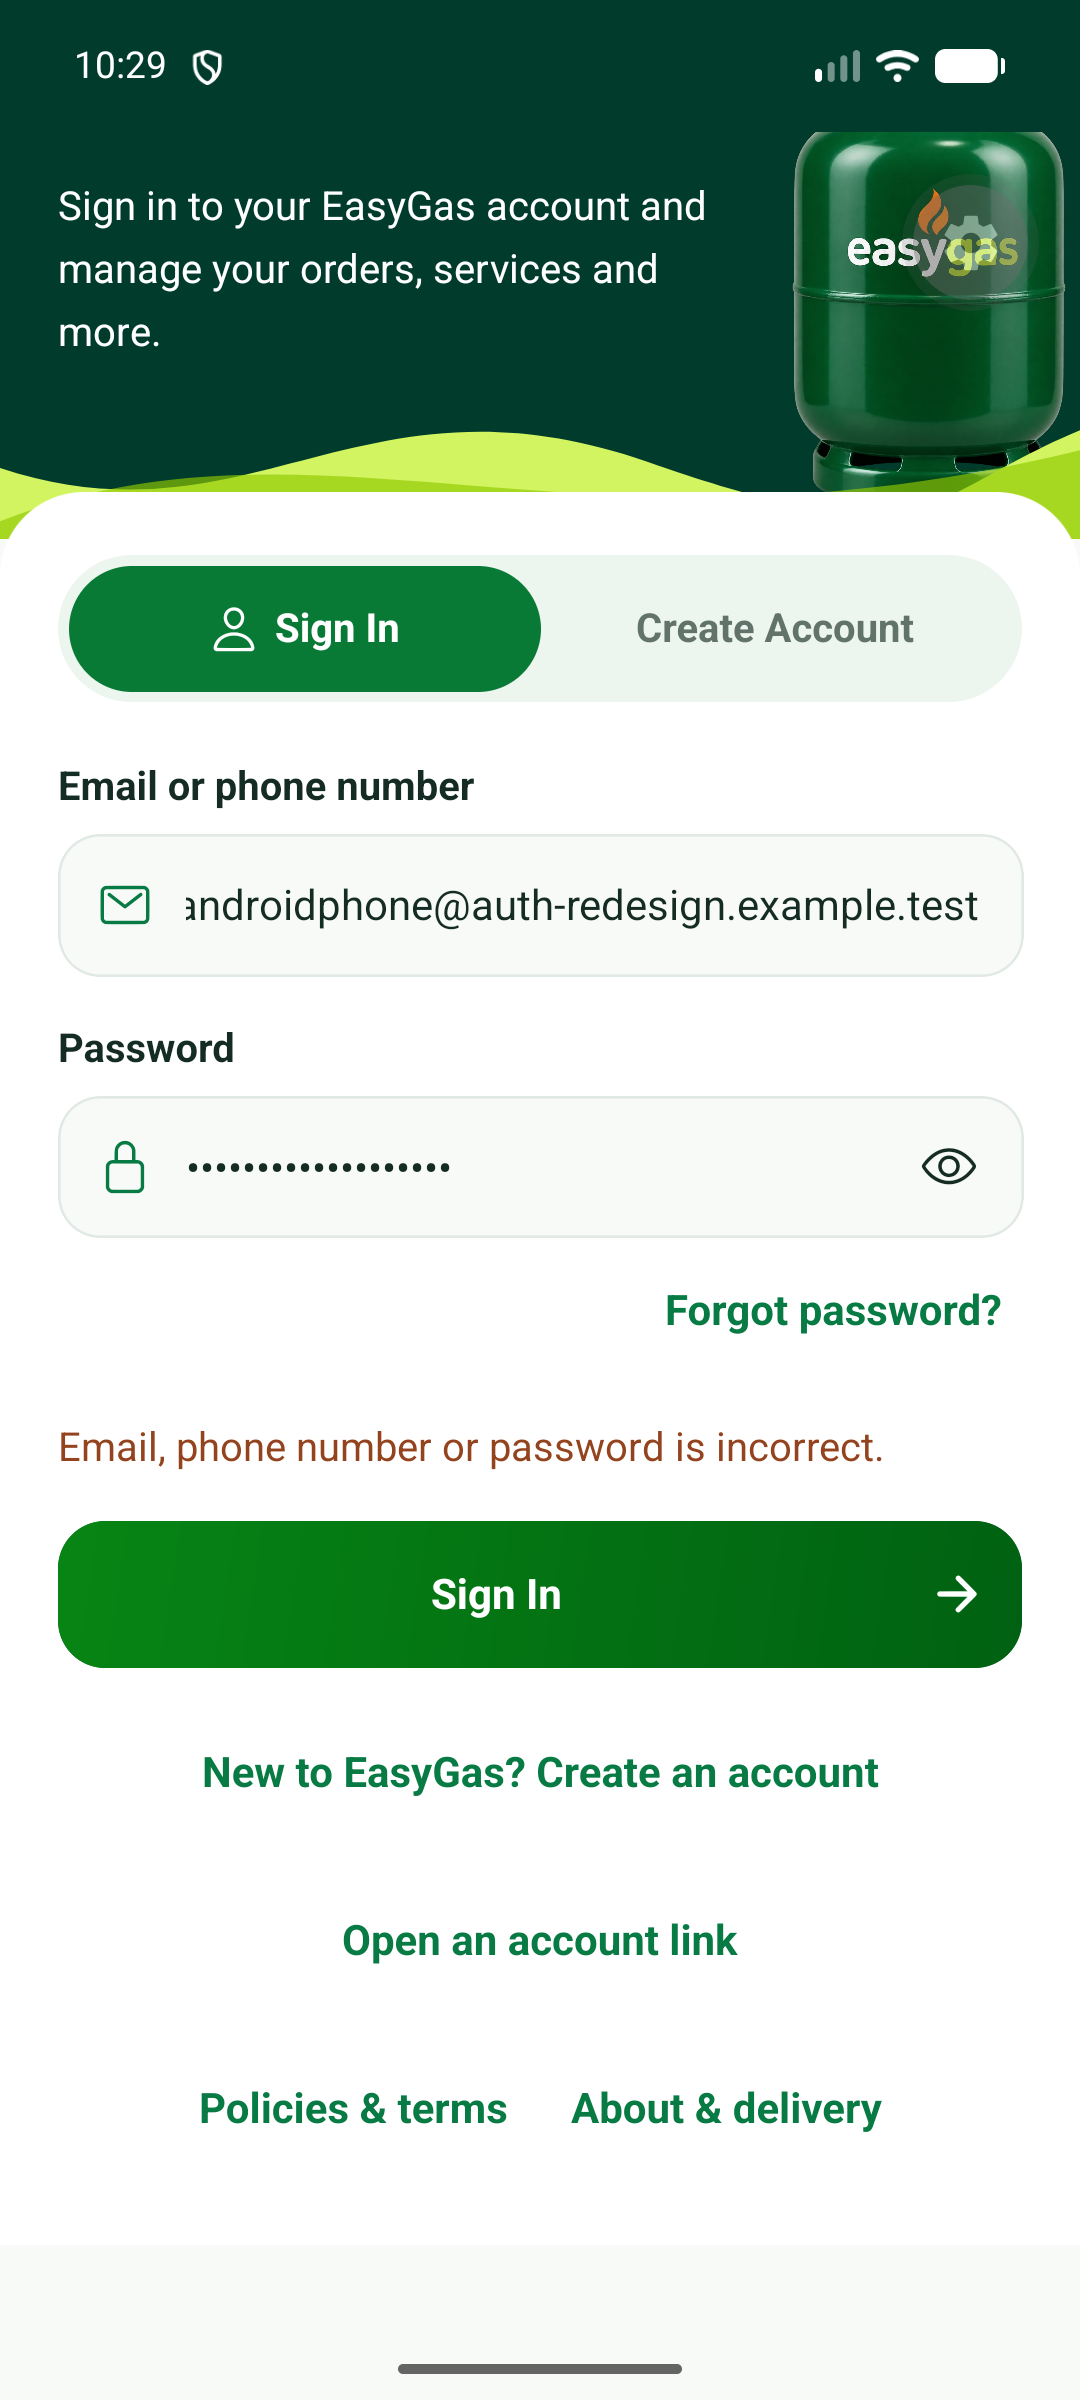 10:29
Sign in to your EasyGas account and
manage your orders, services and
more.
easygas
Sign In
Create Account
Email or phone number
androidphone@auth-redesign.example.test
Password
Forgot password?
Email, phone number or password is incorrect.
Sign In
New to EasyGas? Create an account
Open an account link
Policies & terms
About & delivery